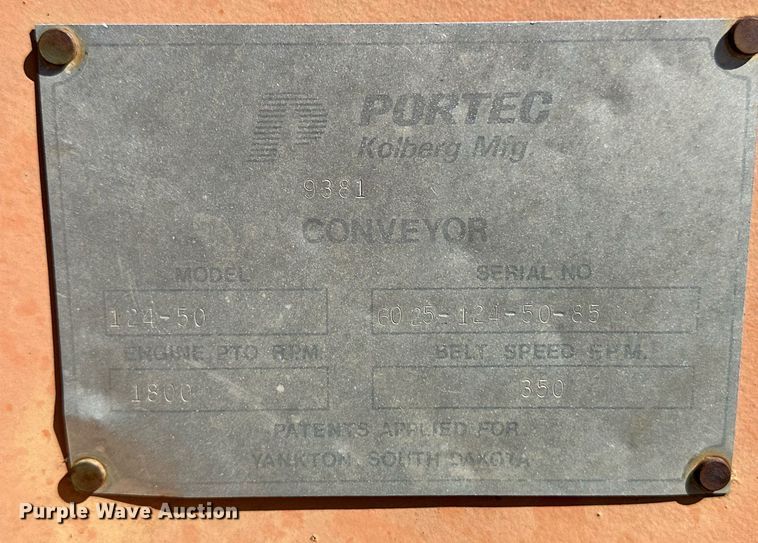 PORTEC
Kolberg Mfg
9381
CONVEYOR
MODEL SERIAL NO
124-50 6025-124-50-85
ENGINE PTO R.P.M. BELT SPEED F.P.M.
1800 350
PATENTS APPLIED FOR
YANKTON, SOUTH DAKOTA
Purple Wave Auction